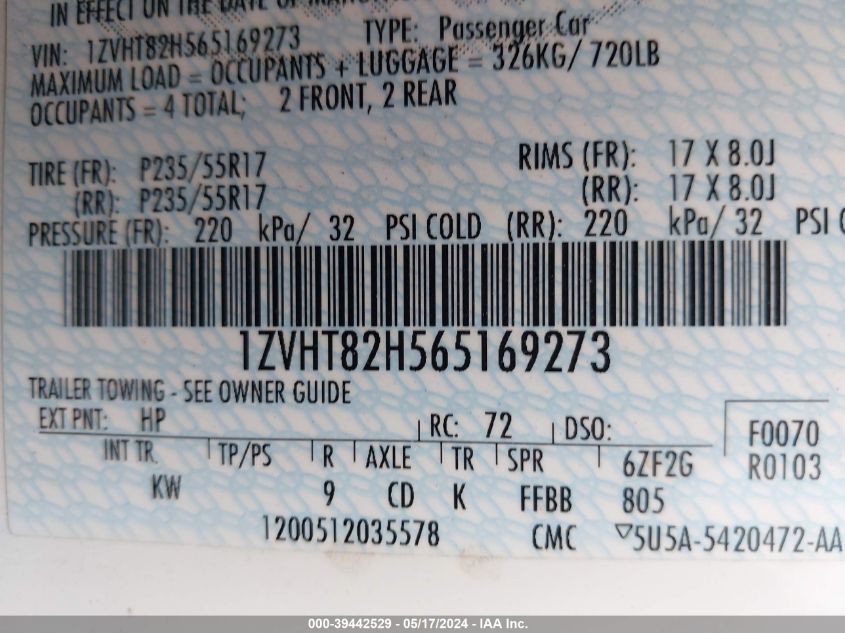 IN EFFECT ON THE DATE OF
VIN: 1ZVHT82H565169273 TYPE: Passenger Car
MAXIMUM LOAD = OCCUPANTS + LUGGAGE = 326KG/ 720LB
OCCUPANTS = 4 TOTAL; 2 FRONT, 2 REAR
TIRE (FR): P235/55R17 RIMS (FR): 17 X 8.0J
(RR): P235/55R17 (RR): 17 X 8.0J
PRESSURE (FR): 220 kPa/ 32 PSI COLD (RR): 220 kPa/ 32 PSI
1ZVHT82H565169273
TRAILER TOWING - SEE OWNER GUIDE
EXT PNT: HP RC: 72 DSO: F0070
INT TR TP/PS R AXLE TR SPR 6ZF2G R0103
KW 9 CD K FFBB 805
1200512035578 CMC ▽5U5A-5420472-AA
000-39442529 - 05/17/2024 - IAA Inc.